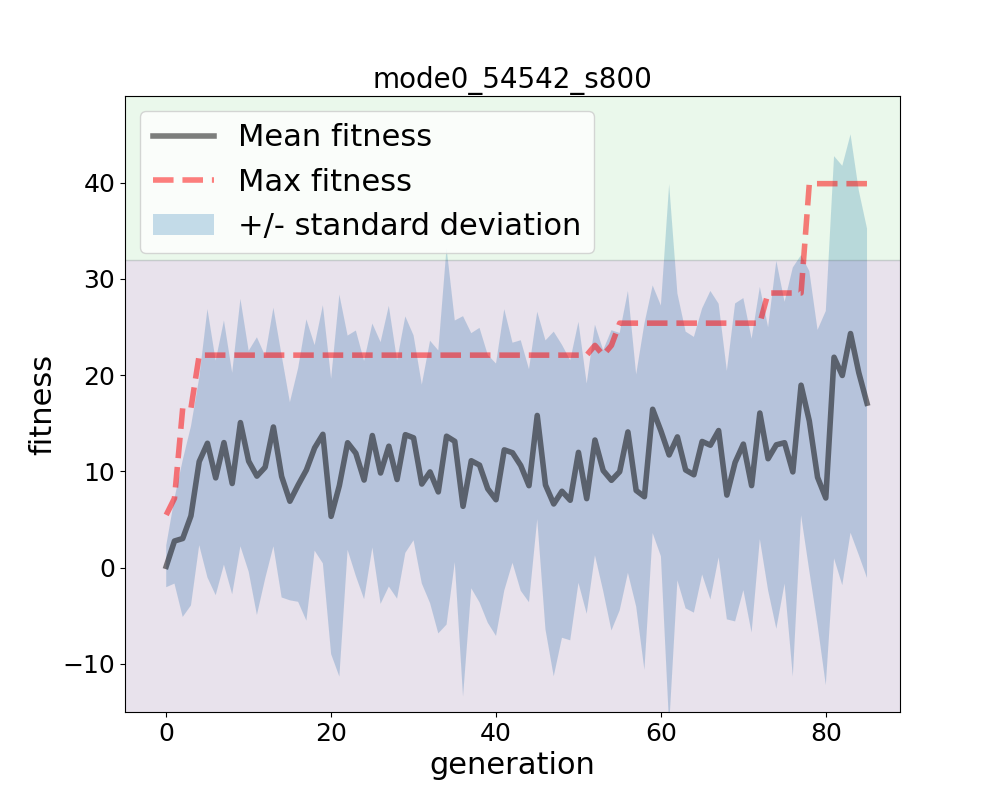 mode0_54542_s800
Mean fitness
Max fitness
+/- standard deviation
fitness
40
30
20
10
0
−10
0 20 40 60 80
generation